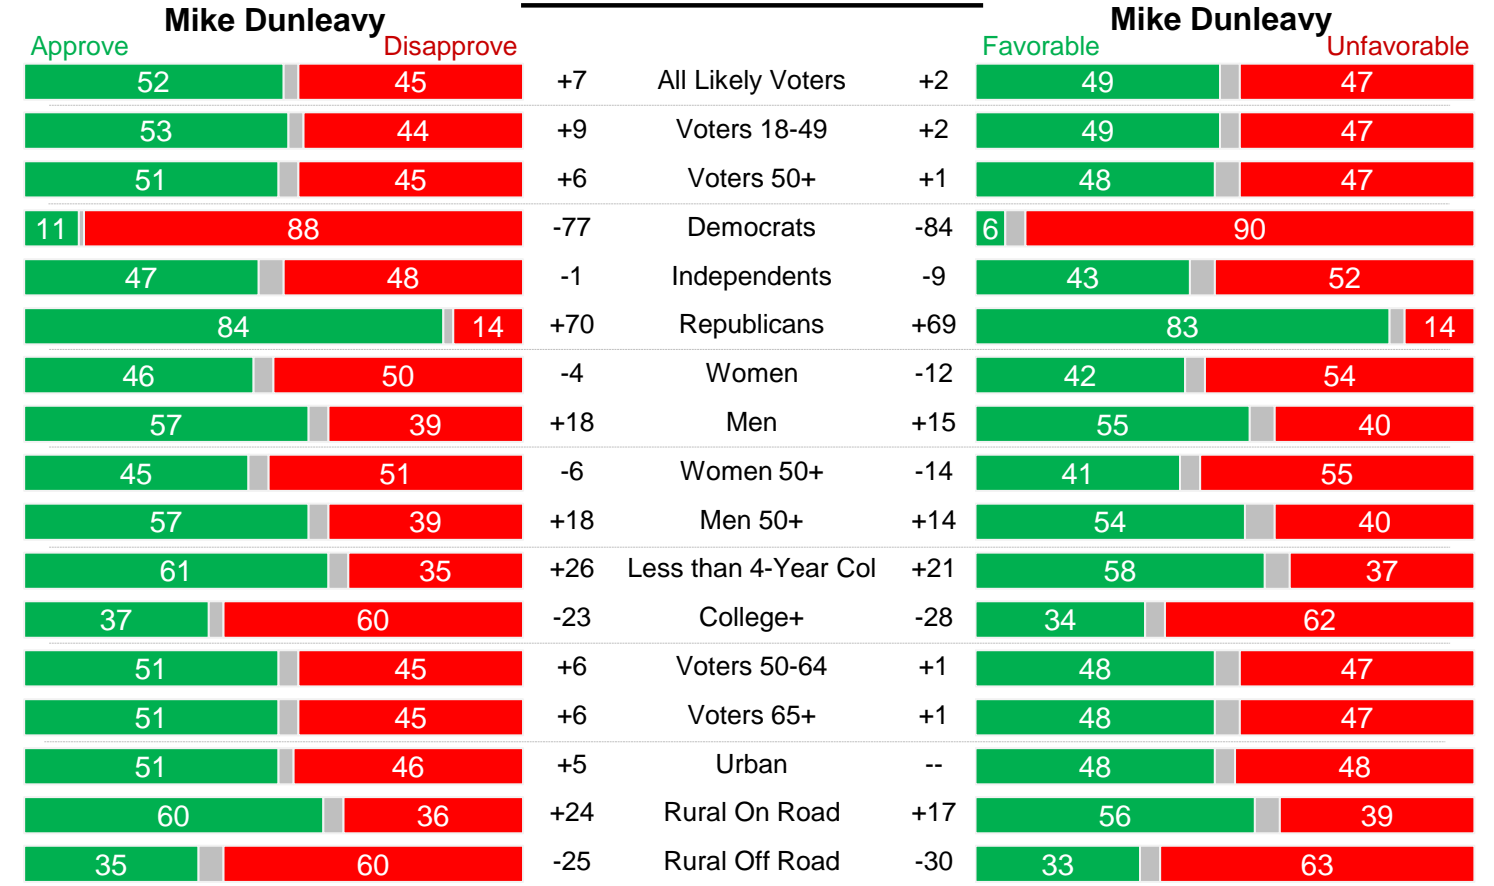 Mike Dunleavy Mike Dunleavy
Approve Disapprove Favorable Unfavorable
52 45 +7 All Likely Voters +2 49 47
53 44 +9 Voters 18-49 +2 49 47
51 45 +6 Voters 50+ +1 48 47
11 88 -77 Democrats -84 6 90
47 48 -1 Independents -9 43 52
84 14 +70 Republicans +69 83 14
46 50 -4 Women -12 42 54
57 39 +18 Men +15 55 40
45 51 -6 Women 50+ -14 41 55
57 39 +18 Men 50+ +14 54 40
61 35 +26 Less than 4-Year Col +21 58 37
37 60 -23 College+ -28 34 62
51 45 +6 Voters 50-64 +1 48 47
51 45 +6 Voters 65+ +1 48 47
51 46 +5 Urban -- 48 48
60 36 +24 Rural On Road +17 56 39
35 60 -25 Rural Off Road -30 33 63